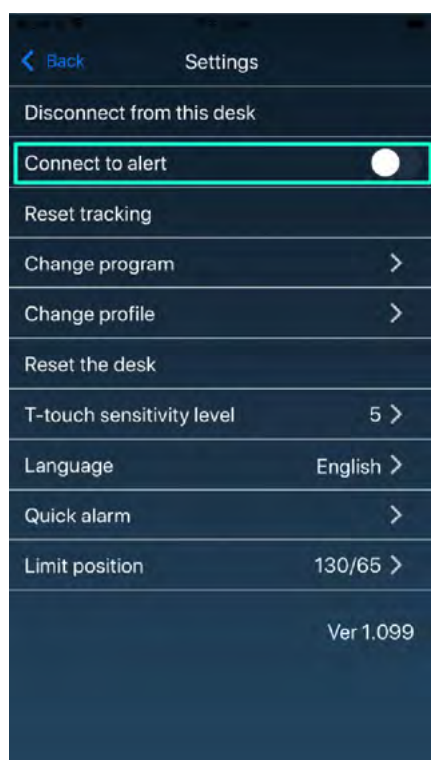 Back Settings
Disconnect from this desk
Connect to alert
Reset tracking
Change program
Change profile
Reset the desk
T-touch sensitivity level 5
Language English
Quick alarm
Limit position 130/65
Ver 1.099